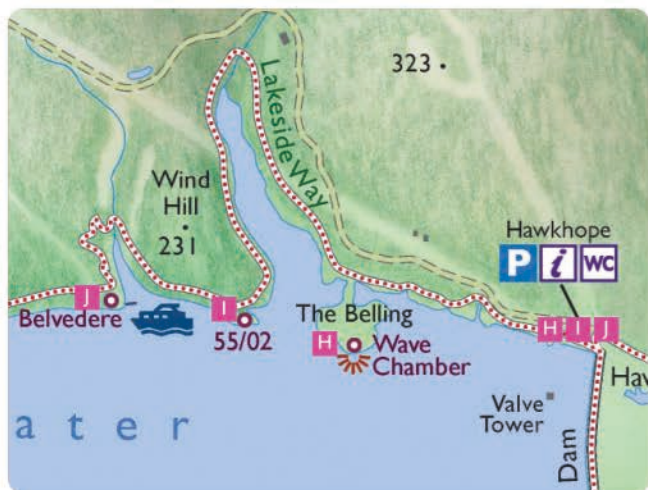 323
Lakeside Way
Wind
Hill
231
Hawkhope
P i WC
J
Belvedere
I
55/02
The Belling
H
Wave
Chamber
H I J
Hav
Valve
Tower
Dam
ater